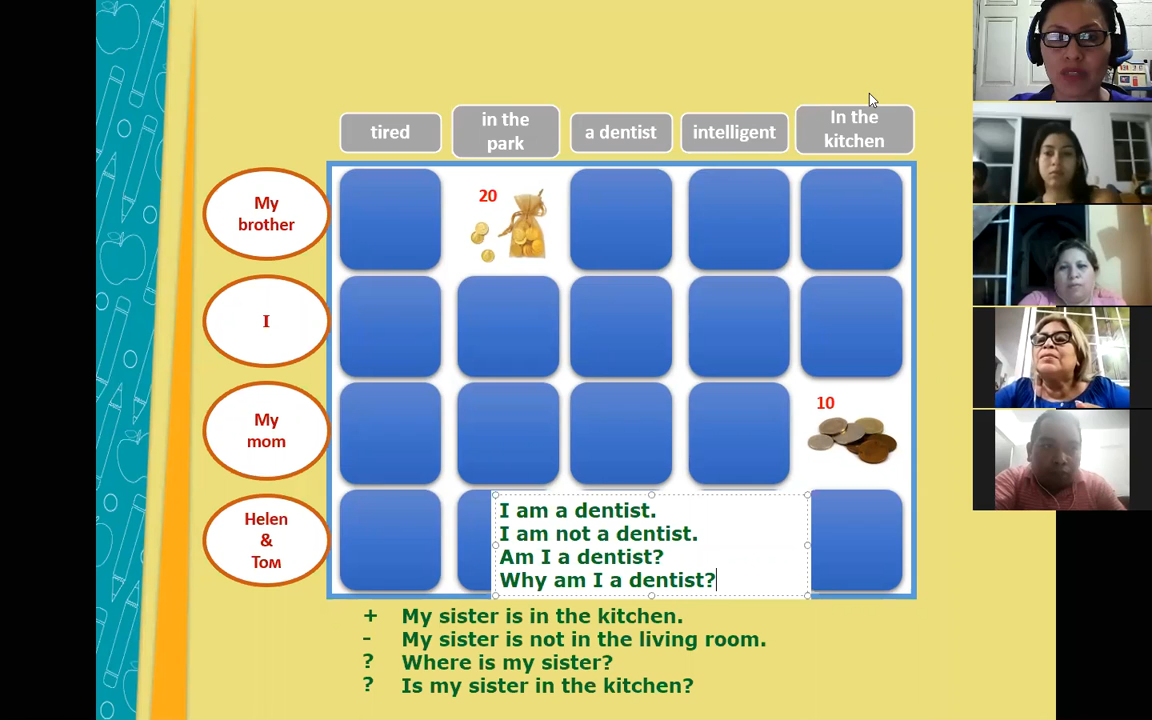 tired
in the
park
a dentist
intelligent
In the
kitchen
My
brother
20
I
My
mom
10
Helen
&
Tom
I am a dentist.
I am not a dentist.
Am I a dentist?
Why am I a dentist?
+ My sister is in the kitchen.
- My sister is not in the living room.
? Where is my sister?
? Is my sister in the kitchen?